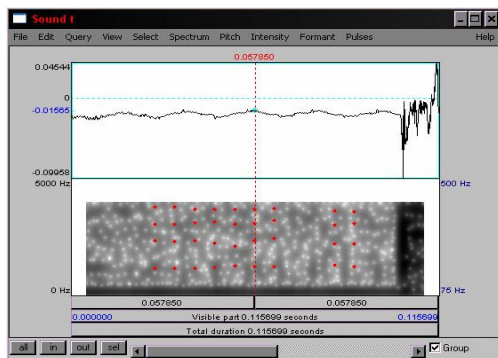 Sound t
File Edit Query View Select Spectrum Pitch Intensity Formant Pulses Help
0.057850
0.04644
0
-0.01565
-0.09958
5000 Hz 500 Hz
0 Hz 75 Hz
0.057850 0.057850
0.000000 Visible part 0.115699 seconds 0.115699
Total duration 0.115699 seconds
all in out sel Group